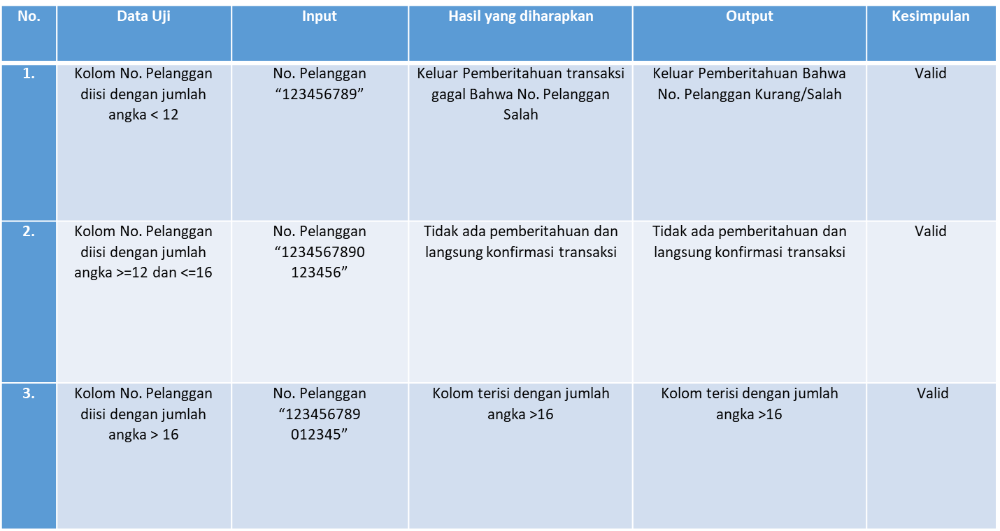 No. Data Uji Input Hasil yang diharapkan Output Kesimpulan
1.
Kolom No. Pelanggan
diisi dengan jumlah
angka < 12
No. Pelanggan
“123456789”
Keluar Pemberitahuan transaksi
gagal Bahwa No. Pelanggan
Salah
Keluar Pemberitahuan Bahwa
No. Pelanggan Kurang/Salah
Valid
2.
Kolom No. Pelanggan
diisi dengan jumlah
angka >=12 dan <=16
No. Pelanggan
“1234567890
123456”
Tidak ada pemberitahuan dan
langsung konfirmasi transaksi
Tidak ada pemberitahuan dan
langsung konfirmasi transaksi
Valid
3.
Kolom No. Pelanggan
diisi dengan jumlah
angka > 16
No. Pelanggan
“123456789
012345”
Kolom terisi dengan jumlah
angka >16
Kolom terisi dengan jumlah
angka >16
Valid